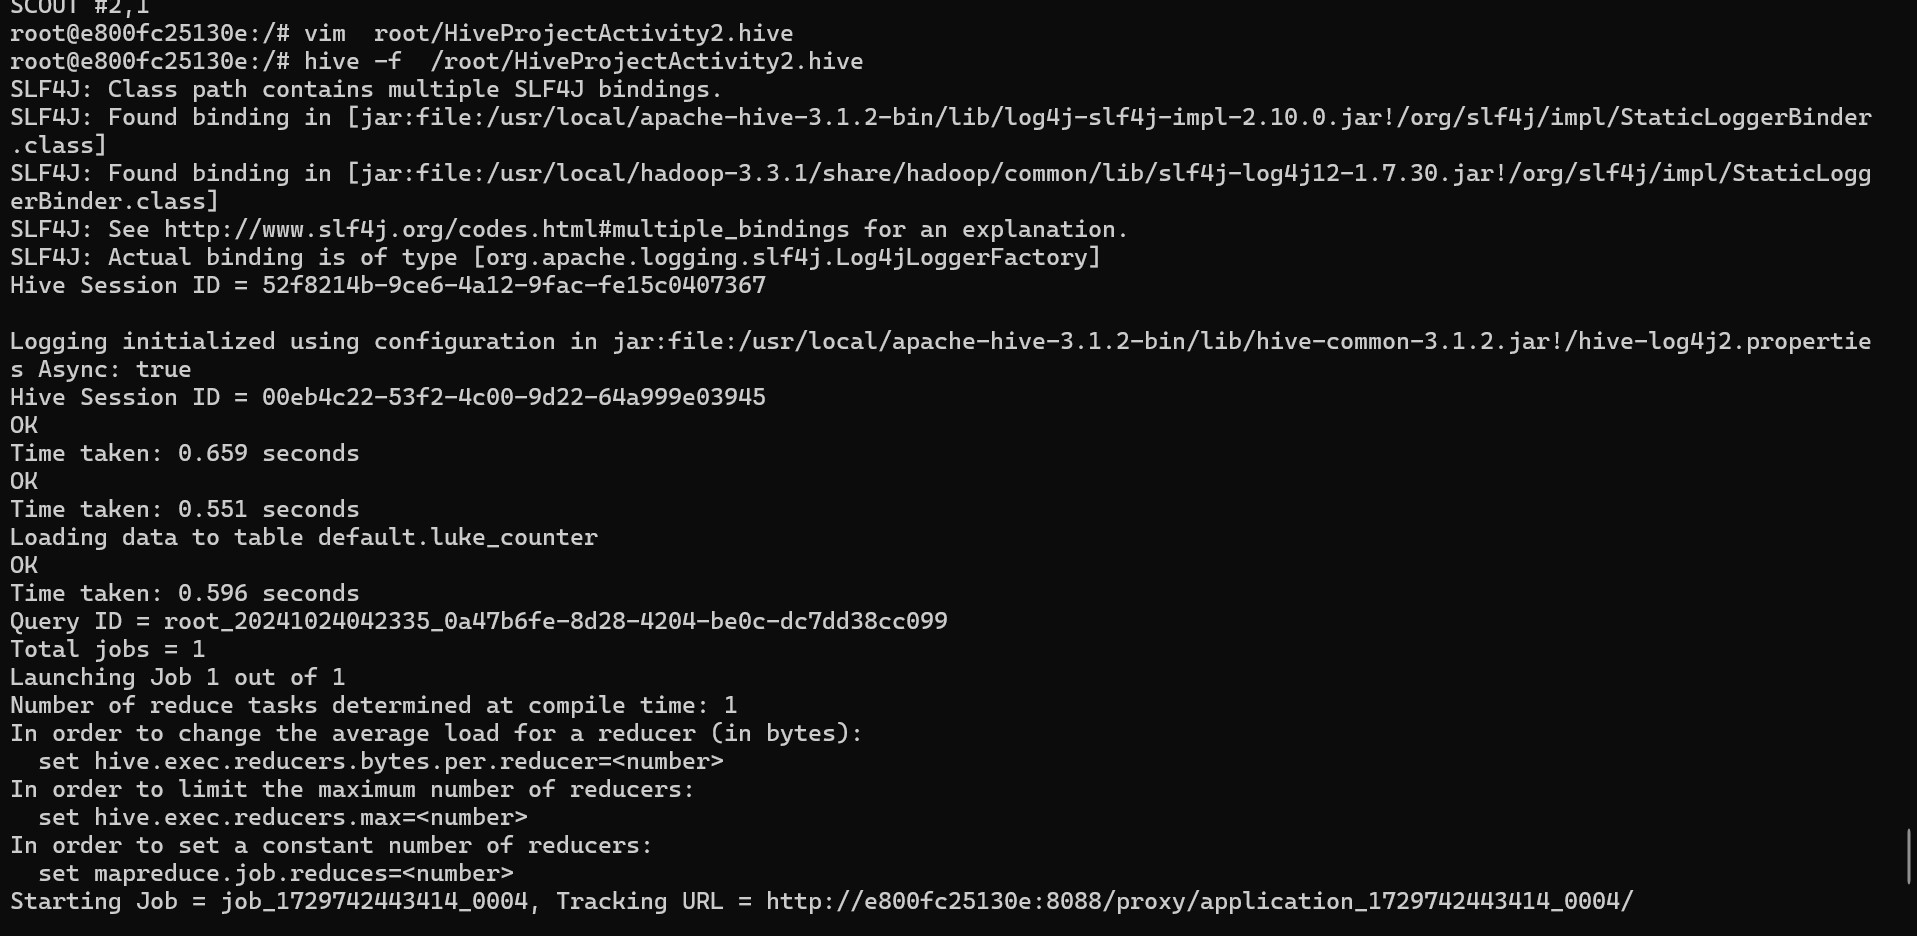 SCOUT #2,1
root@e800fc25130e:/# vim  root/HiveProjectActivity2.hive
root@e800fc25130e:/# hive -f  /root/HiveProjectActivity2.hive
SLF4J: Class path contains multiple SLF4J bindings.
SLF4J: Found binding in [jar:file:/usr/local/apache-hive-3.1.2-bin/lib/log4j-slf4j-impl-2.10.0.jar!/org/slf4j/impl/StaticLoggerBinder
.class]
SLF4J: Found binding in [jar:file:/usr/local/hadoop-3.3.1/share/hadoop/common/lib/slf4j-log4j12-1.7.30.jar!/org/slf4j/impl/StaticLogg
erBinder.class]
SLF4J: See http://www.slf4j.org/codes.html#multiple_bindings for an explanation.
SLF4J: Actual binding is of type [org.apache.logging.slf4j.Log4jLoggerFactory]
Hive Session ID = 52f8214b-9ce6-4a12-9fac-fe15c0407367

Logging initialized using configuration in jar:file:/usr/local/apache-hive-3.1.2-bin/lib/hive-common-3.1.2.jar!/hive-log4j2.propertie
s Async: true
Hive Session ID = 00eb4c22-53f2-4c00-9d22-64a999e03945
OK
Time taken: 0.659 seconds
OK
Time taken: 0.551 seconds
Loading data to table default.luke_counter
OK
Time taken: 0.596 seconds
Query ID = root_20241024042335_0a47b6fe-8d28-4204-be0c-dc7dd38cc099
Total jobs = 1
Launching Job 1 out of 1
Number of reduce tasks determined at compile time: 1
In order to change the average load for a reducer (in bytes):
  set hive.exec.reducers.bytes.per.reducer=<number>
In order to limit the maximum number of reducers:
  set hive.exec.reducers.max=<number>
In order to set a constant number of reducers:
  set mapreduce.job.reduces=<number>
Starting Job = job_1729742443414_0004, Tracking URL = http://e800fc25130e:8088/proxy/application_1729742443414_0004/